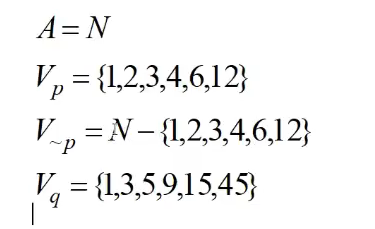 A = N
V_p = {1,2,3,4,6,12}
V_~p = N − {1,2,3,4,6,12}
V_q = {1,3,5,9,15,45}